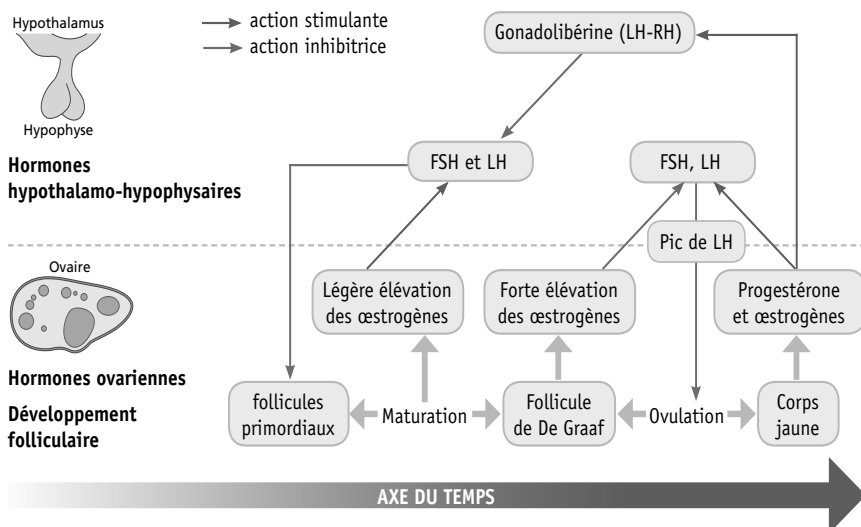 Hypothalamus
action stimulante
action inhibitrice
Gonadolibérine (LH-RH)
Hypophyse
Hormones
hypothalamo-hypophysaires
FSH et LH
FSH, LH
Pic de LH
Ovaire
Légère élévation
des œstrogènes
Forte élévation
des œstrogènes
Progestérone
et œstrogènes
Hormones ovariennes
Développement
folliculaire
follicules
primordiaux
Maturation
Follicule
de De Graaf
Ovulation
Corps
jaune
AXE DU TEMPS